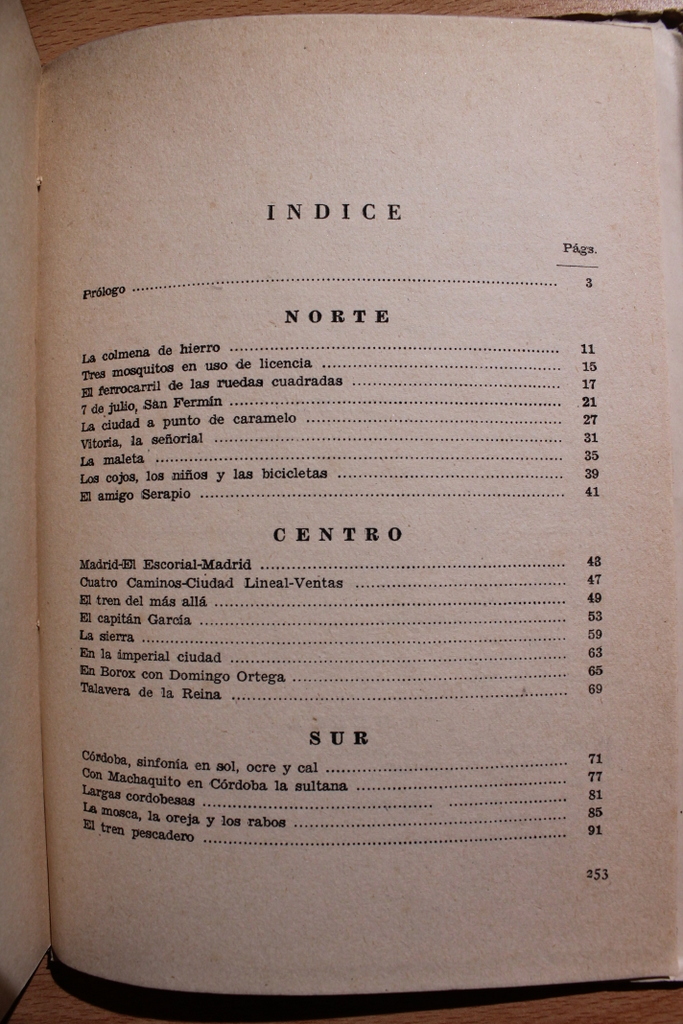 INDICE
Págs.
Prólogo ........ 3
NORTE
La colmena de hierro ........ 11
Tres mosquitos en uso de licencia ........ 15
El ferrocarril de las ruedas cuadradas ........ 17
7 de julio, San Fermín ........ 21
La ciudad a punto de caramelo ........ 27
Vitoria, la señorial ........ 31
La maleta ........ 35
Los cojos, los niños y las bicicletas ........ 39
El amigo Serapio ........ 41
CENTRO
Madrid-El Escorial-Madrid ........ 43
Cuatro Caminos-Ciudad Lineal-Ventas ........ 47
El tren del más allá ........ 49
El capitán García ........ 53
La sierra ........ 59
En la imperial ciudad ........ 63
En Borox con Domingo Ortega ........ 65
Talavera de la Reina ........ 69
SUR
Córdoba, sinfonía en sol, ocre y cal ........ 71
Con Machaquito en Córdoba la sultana ........ 77
Largas cordobesas ........ 81
La mosca, la oreja y los rabos ........ 85
El tren pescadero ........ 91
253